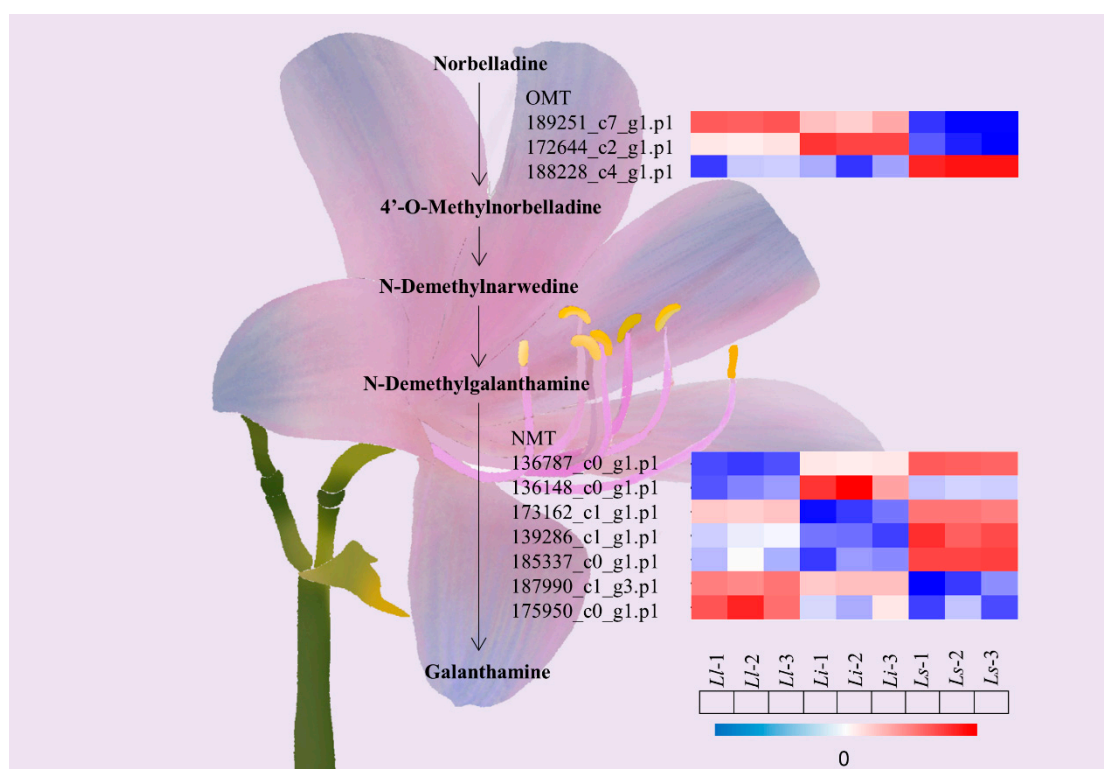 Norbelladine
OMT
189251_c7_g1.p1
172644_c2_g1.p1
188228_c4_g1.p1
4’-O-Methylnorbelladine
N-Demethylnarwedine
N-Demethylgalanthamine
NMT
136787_c0_g1.p1
136148_c0_g1.p1
173162_c1_g1.p1
139286_c1_g1.p1
185337_c0_g1.p1
187990_c1_g3.p1
175950_c0_g1.p1
Galanthamine
Ll-1
Ll-2
Ll-3
Li-1
Li-2
Li-3
Ls-1
Ls-2
Ls-3
0